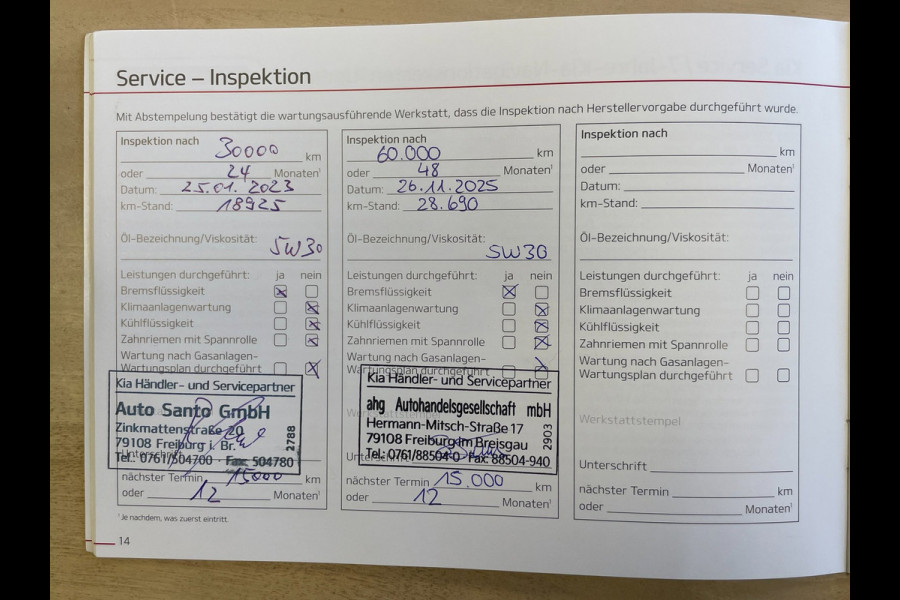 Service – Inspektion
Mit Abstempelung bestätigt die wartungsausführende Werkstatt, dass die Inspektion nach Herstellervorgabe durchgeführt wurde.
Inspektion nach
30000 km
oder 24 Monaten¹
Datum: 25.01.2023
km-Stand: 18925
Öl-Bezeichnung/Viskosität:
5W30
Leistungen durchgeführt: ja nein
Bremsflüssigkeit
Klimaanlagenwartung
Kühlflüssigkeit
Zahnriemen mit Spannrolle
Wartung nach Gasanlagen-
Wartungsplan durchgeführt
Kia Händler- und Servicepartner
Auto Santo GmbH
Zinkmattenstraße 20
79108 Freiburg i. Br.
Tel.: 0761/504700 · Fax: 504780
2788
Unterschrift
nächster Termin 15000 km
oder 12 Monaten¹
Inspektion nach
60.000 km
oder 48 Monaten¹
Datum: 26.11.2025
km-Stand: 28.690
Öl-Bezeichnung/Viskosität:
5W30
Leistungen durchgeführt: ja nein
Bremsflüssigkeit
Klimaanlagenwartung
Kühlflüssigkeit
Zahnriemen mit Spannrolle
Wartung nach Gasanlagen-
Wartungsplan durchgeführt
Kia Händler- und Servicepartner
ahg Autohandelsgesellschaft mbH
Hermann-Mitsch-Straße 17
79108 Freiburg im Breisgau
Tel.: 0761/88504-0 · Fax: 88504-940
2903
Unterschrift
nächster Termin 15.000 km
oder 12 Monaten¹
Inspektion nach
km
oder Monaten¹
Datum:
km-Stand:
Öl-Bezeichnung/Viskosität:
Leistungen durchgeführt: ja nein
Bremsflüssigkeit
Klimaanlagenwartung
Kühlflüssigkeit
Zahnriemen mit Spannrolle
Wartung nach Gasanlagen-
Wartungsplan durchgeführt
Werkstattstempel
Unterschrift
nächster Termin km
oder Monaten¹
¹Je nachdem, was zuerst eintritt.
14